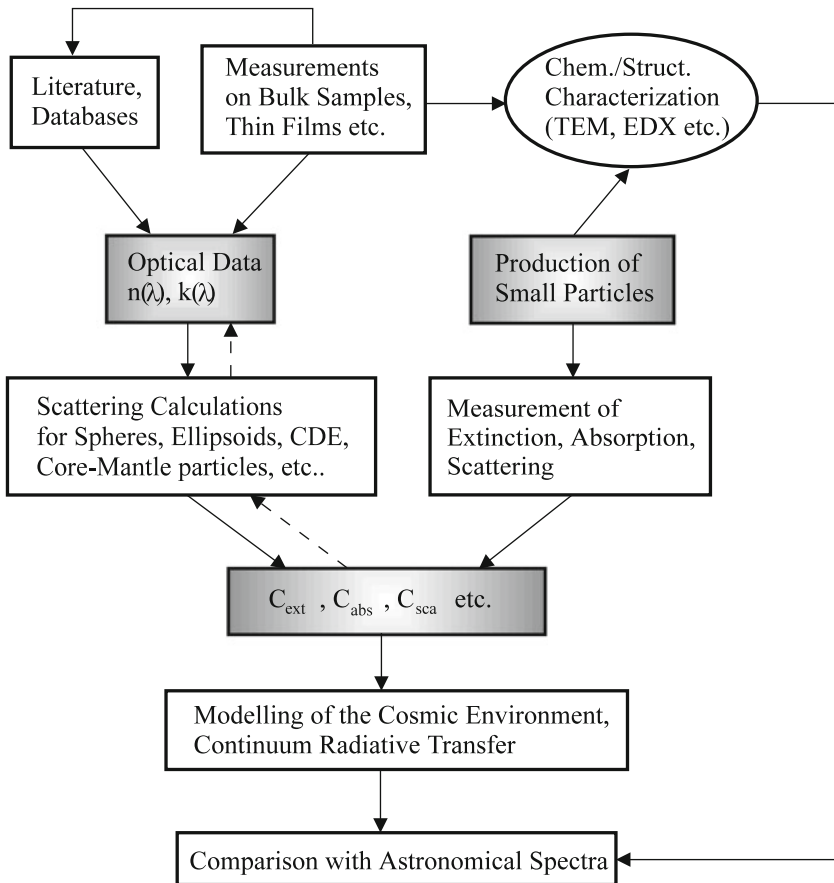 Literature,
Databases
Measurements
on Bulk Samples,
Thin Films etc.
Chem./Struct.
Characterization
(TEM, EDX etc.)
Optical Data
n(λ), k(λ)
Production of
Small Particles
Scattering Calculations
for Spheres, Ellipsoids, CDE,
Core-Mantle particles, etc..
Measurement of
Extinction, Absorption,
Scattering
C_ext , C_abs , C_sca etc.
Modelling of the Cosmic Environment,
Continuum Radiative Transfer
Comparison with Astronomical Spectra